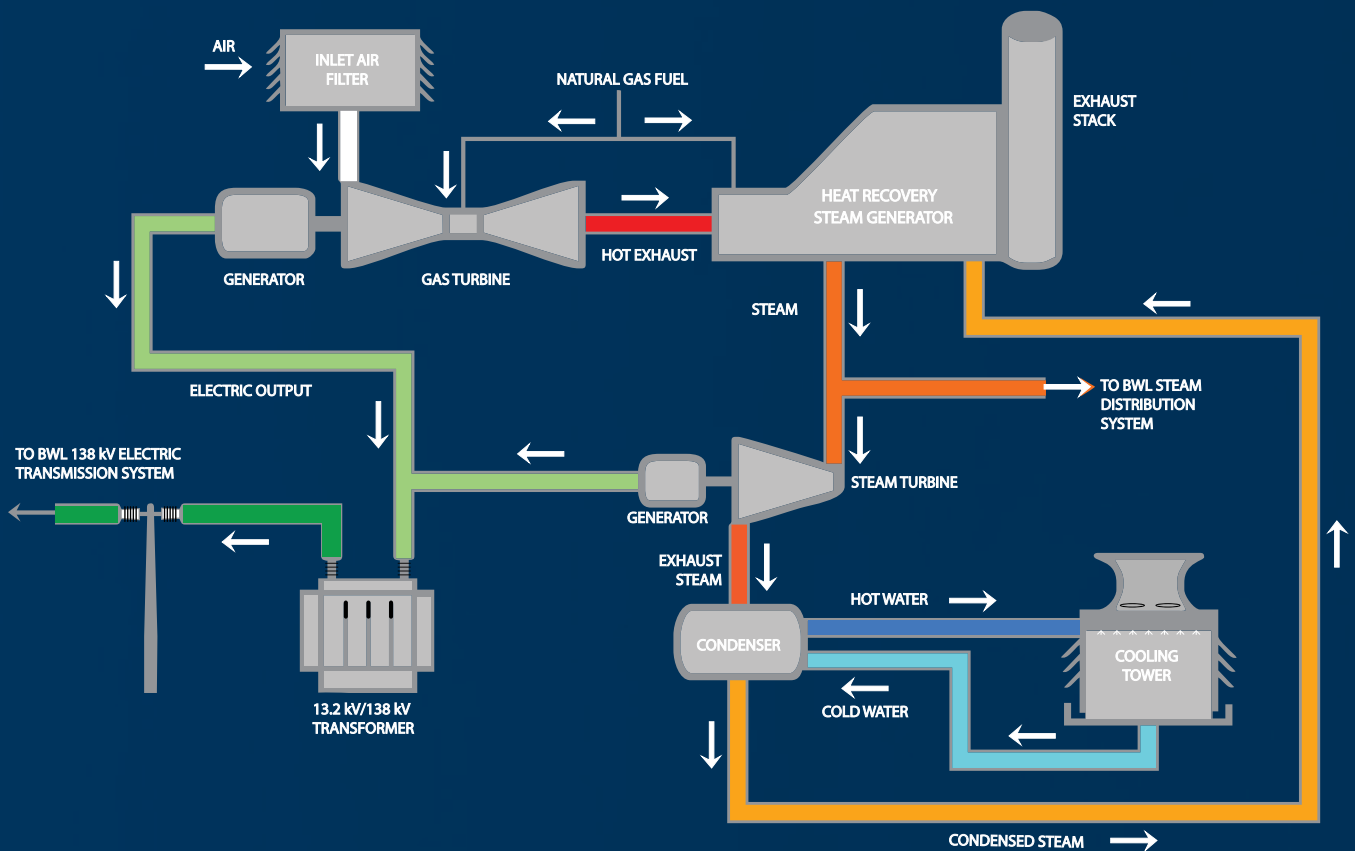 AIR
INLET AIR
FILTER
NATURAL GAS FUEL
EXHAUST
STACK
HEAT RECOVERY
STEAM GENERATOR
HOT EXHAUST
GENERATOR
GAS TURBINE
STEAM
ELECTRIC OUTPUT
TO BWL STEAM
DISTRIBUTION
SYSTEM
TO BWL 138 kV ELECTRIC
TRANSMISSION SYSTEM
STEAM TURBINE
GENERATOR
EXHAUST
STEAM
HOT WATER
CONDENSER
COOLING
TOWER
COLD WATER
13.2 kV/138 kV
TRANSFORMER
CONDENSED STEAM